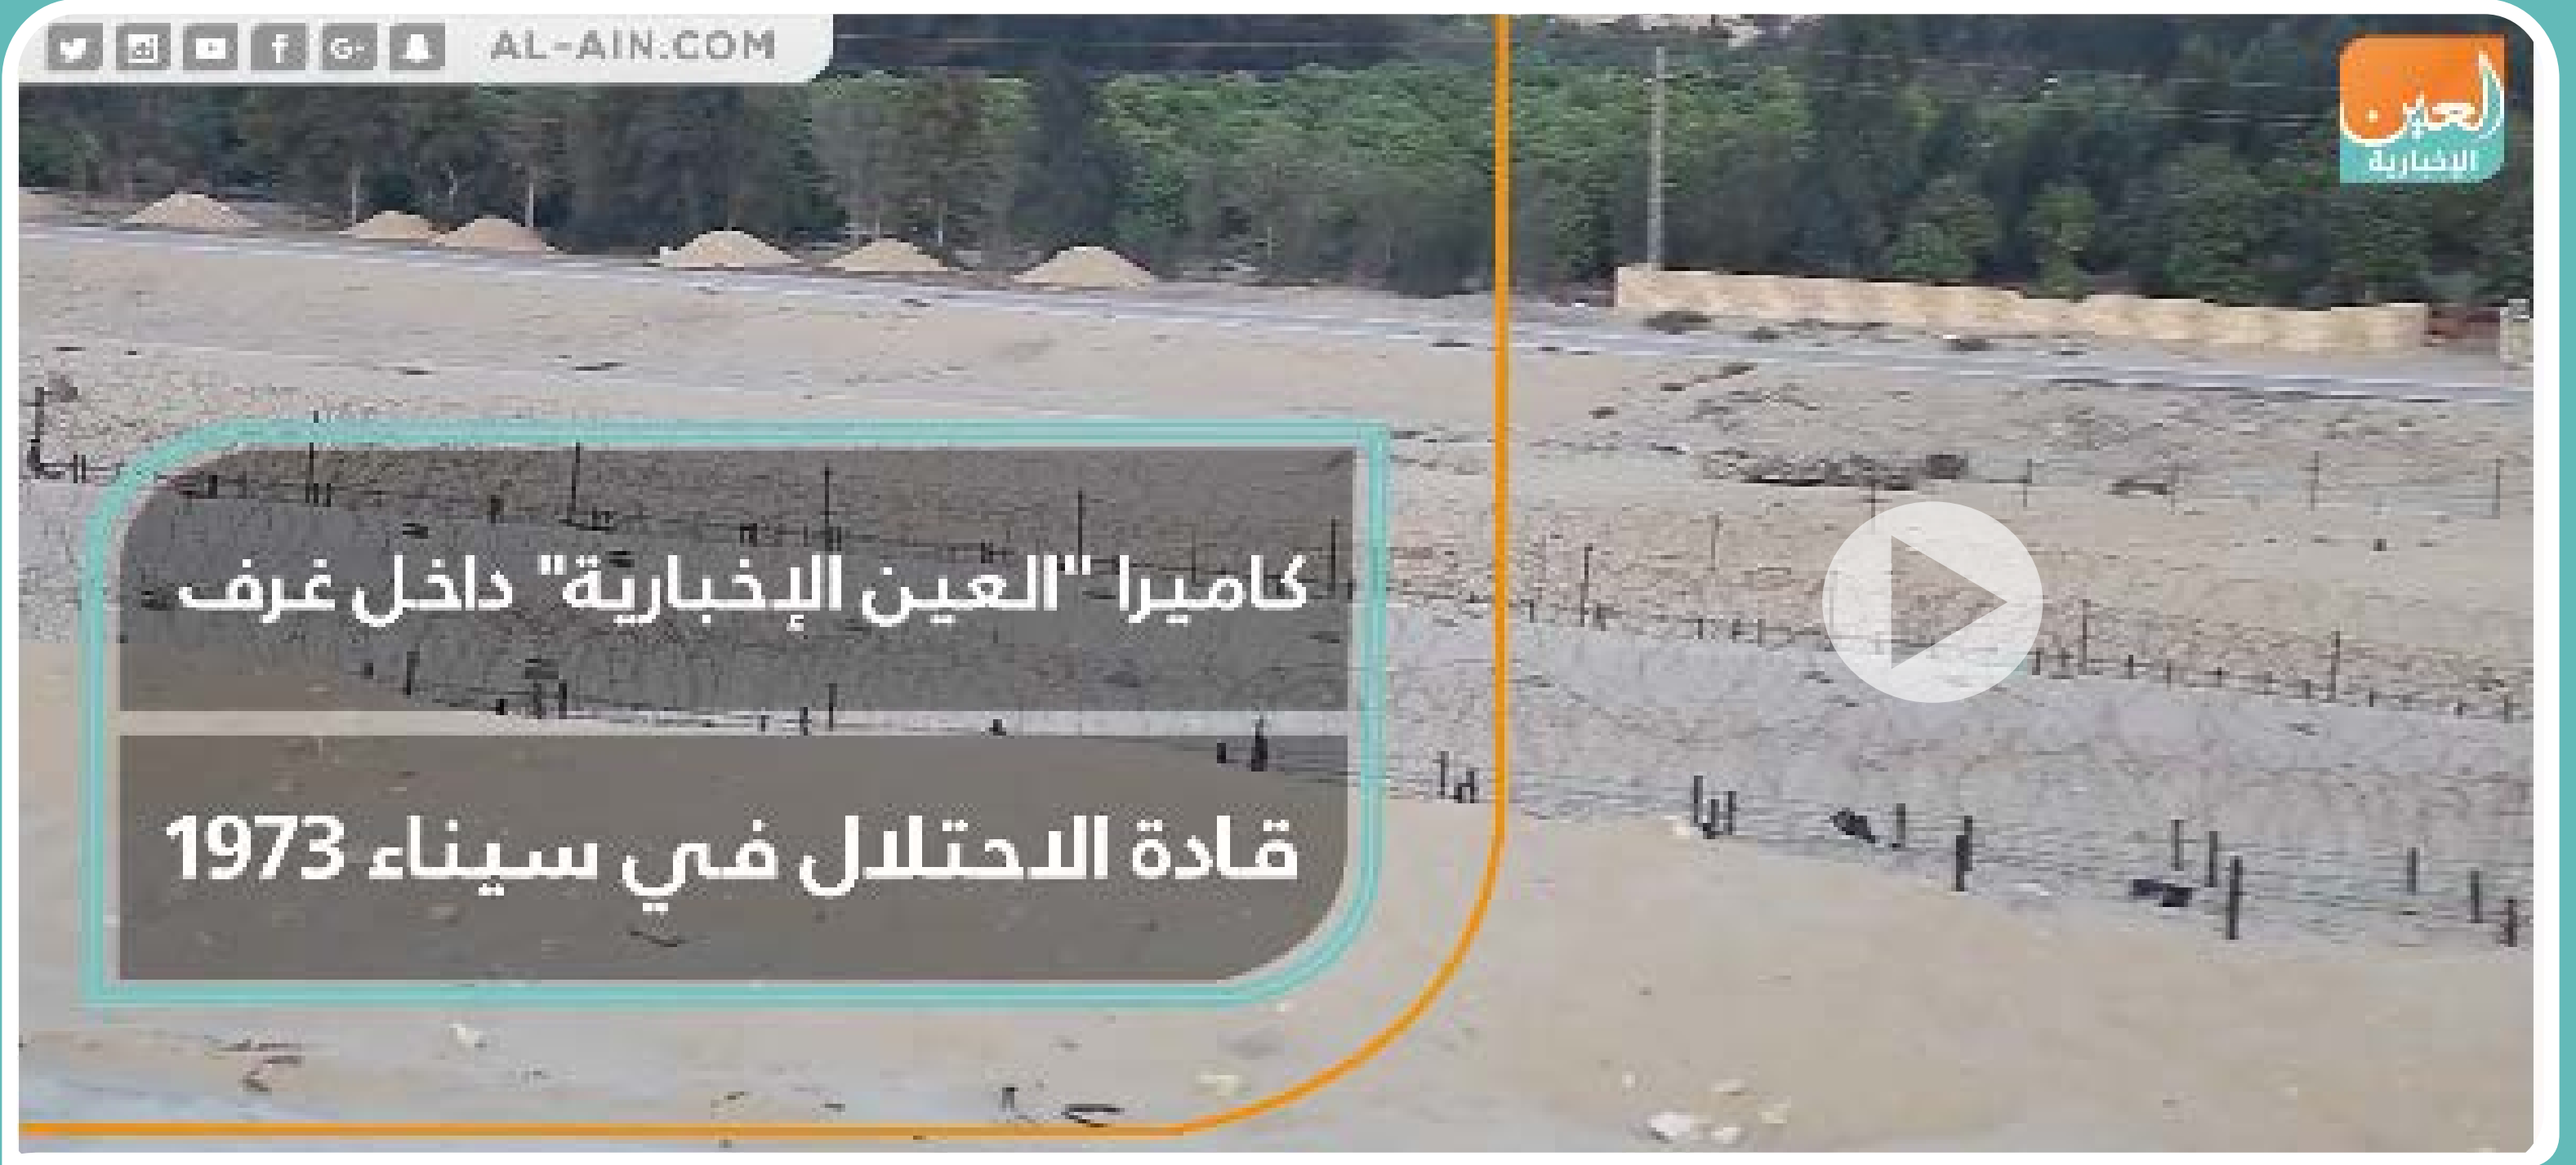 AL-AIN.COM
العين
الإخبارية
كاميرا "العين الإخبارية" داخل غرف
قادة الاحتلال في سيناء 1973